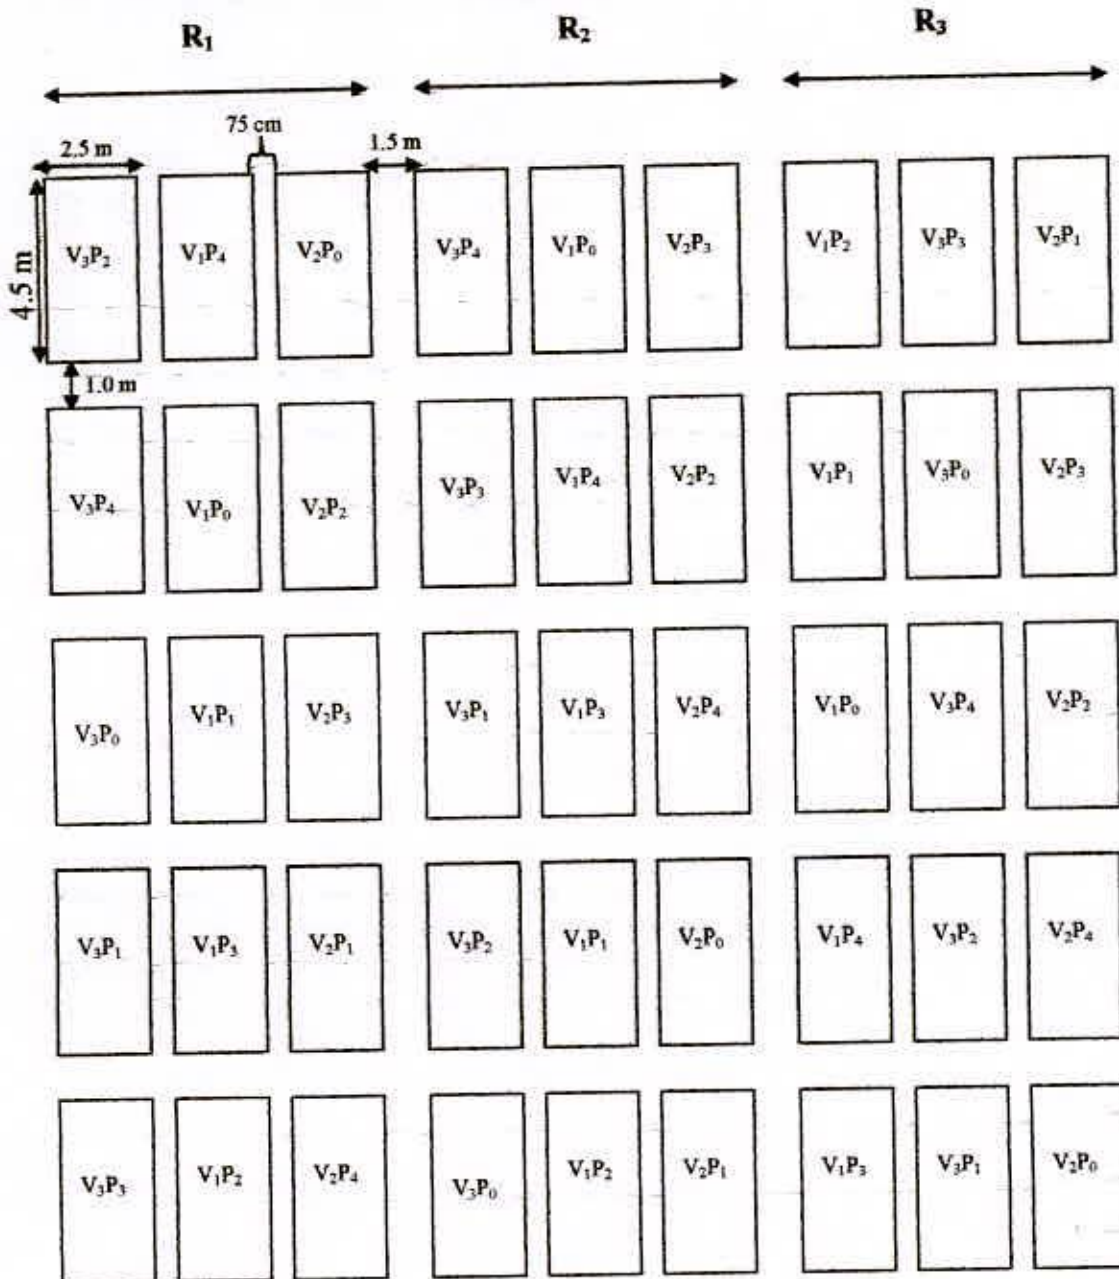 R₁ R₂ R₃
75 cm
2.5 m 1.5 m
4.5 m
V₃P₂ V₁P₄ V₂P₀ V₃P₄ V₁P₀ V₂P₃ V₁P₂ V₃P₃ V₂P₁
1.0 m
V₃P₄ V₁P₀ V₂P₂ V₃P₃ V₁P₄ V₂P₂ V₁P₁ V₃P₀ V₂P₃
V₃P₀ V₁P₁ V₂P₃ V₃P₁ V₁P₃ V₂P₄ V₁P₀ V₃P₄ V₂P₂
V₃P₁ V₁P₃ V₂P₁ V₃P₂ V₁P₁ V₂P₀ V₁P₄ V₃P₂ V₂P₄
V₃P₃ V₁P₂ V₂P₄ V₃P₀ V₁P₂ V₂P₁ V₁P₃ V₃P₁ V₂P₀